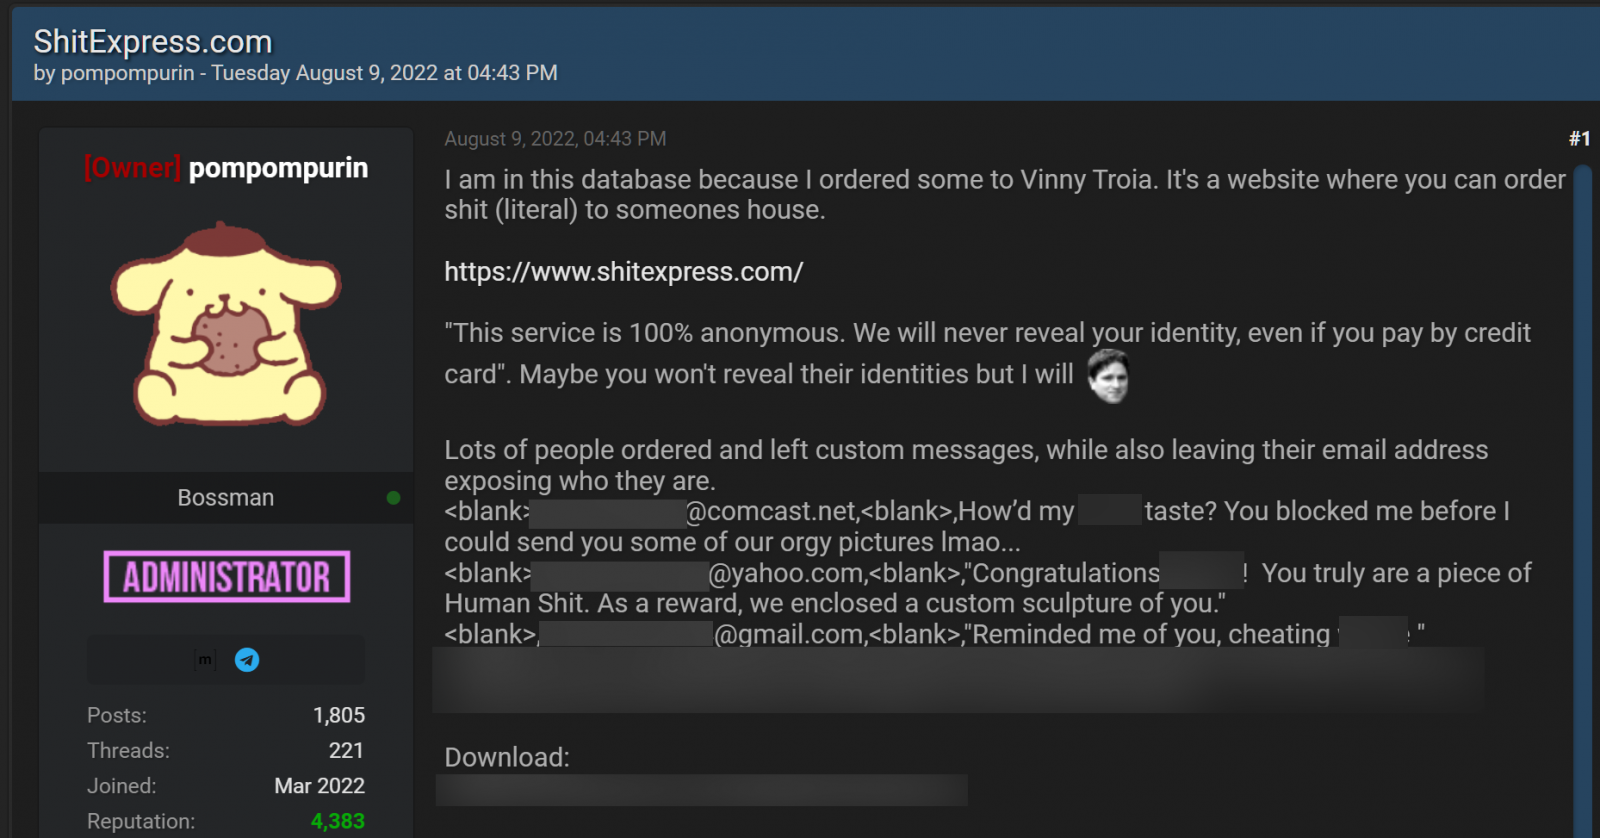 ShitExpress.com
by pompompurin - Tuesday August 9, 2022 at 04:43 PM
[Owner] pompompurin
Bossman
ADMINISTRATOR
m
Posts: 1,805
Threads: 221
Joined: Mar 2022
Reputation: 4,383
August 9, 2022, 04:43 PM
#1
I am in this database because I ordered some to Vinny Troia. It's a website where you can order
shit (literal) to someones house.
https://www.shitexpress.com/
"This service is 100% anonymous. We will never reveal your identity, even if you pay by credit
card". Maybe you won't reveal their identities but I will
Lots of people ordered and left custom messages, while also leaving their email address
exposing who they are.
<blank> @comcast.net,<blank>,How’d my taste? You blocked me before I
could send you some of our orgy pictures lmao...
<blank> @yahoo.com,<blank>,"Congratulations ! You truly are a piece of
Human Shit. As a reward, we enclosed a custom sculpture of you."
<blank>, @gmail.com,<blank>,"Reminded me of you, cheating "
Download: